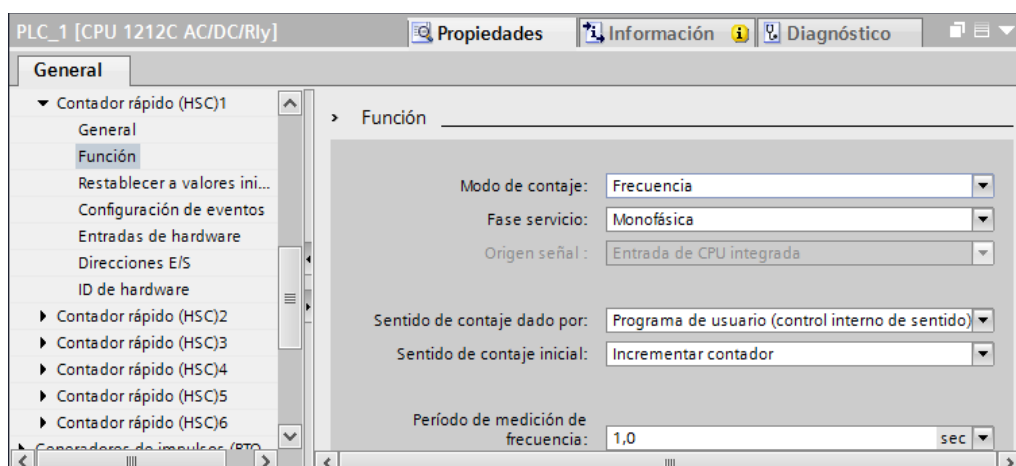 PLC_1 [CPU 1212C AC/DC/Rly]
Propiedades
Información
Diagnóstico
General
Contador rápido (HSC)1
General
Función
Restablecer a valores ini...
Configuración de eventos
Entradas de hardware
Direcciones E/S
ID de hardware
Contador rápido (HSC)2
Contador rápido (HSC)3
Contador rápido (HSC)4
Contador rápido (HSC)5
Contador rápido (HSC)6
Generadores de impulsos (PTO
Función
Modo de contaje: Frecuencia
Fase servicio: Monofásica
Origen señal : Entrada de CPU integrada
Sentido de contaje dado por: Programa de usuario (control interno de sentido)
Sentido de contaje inicial: Incrementar contador
Período de medición de
frecuencia: 1,0 sec